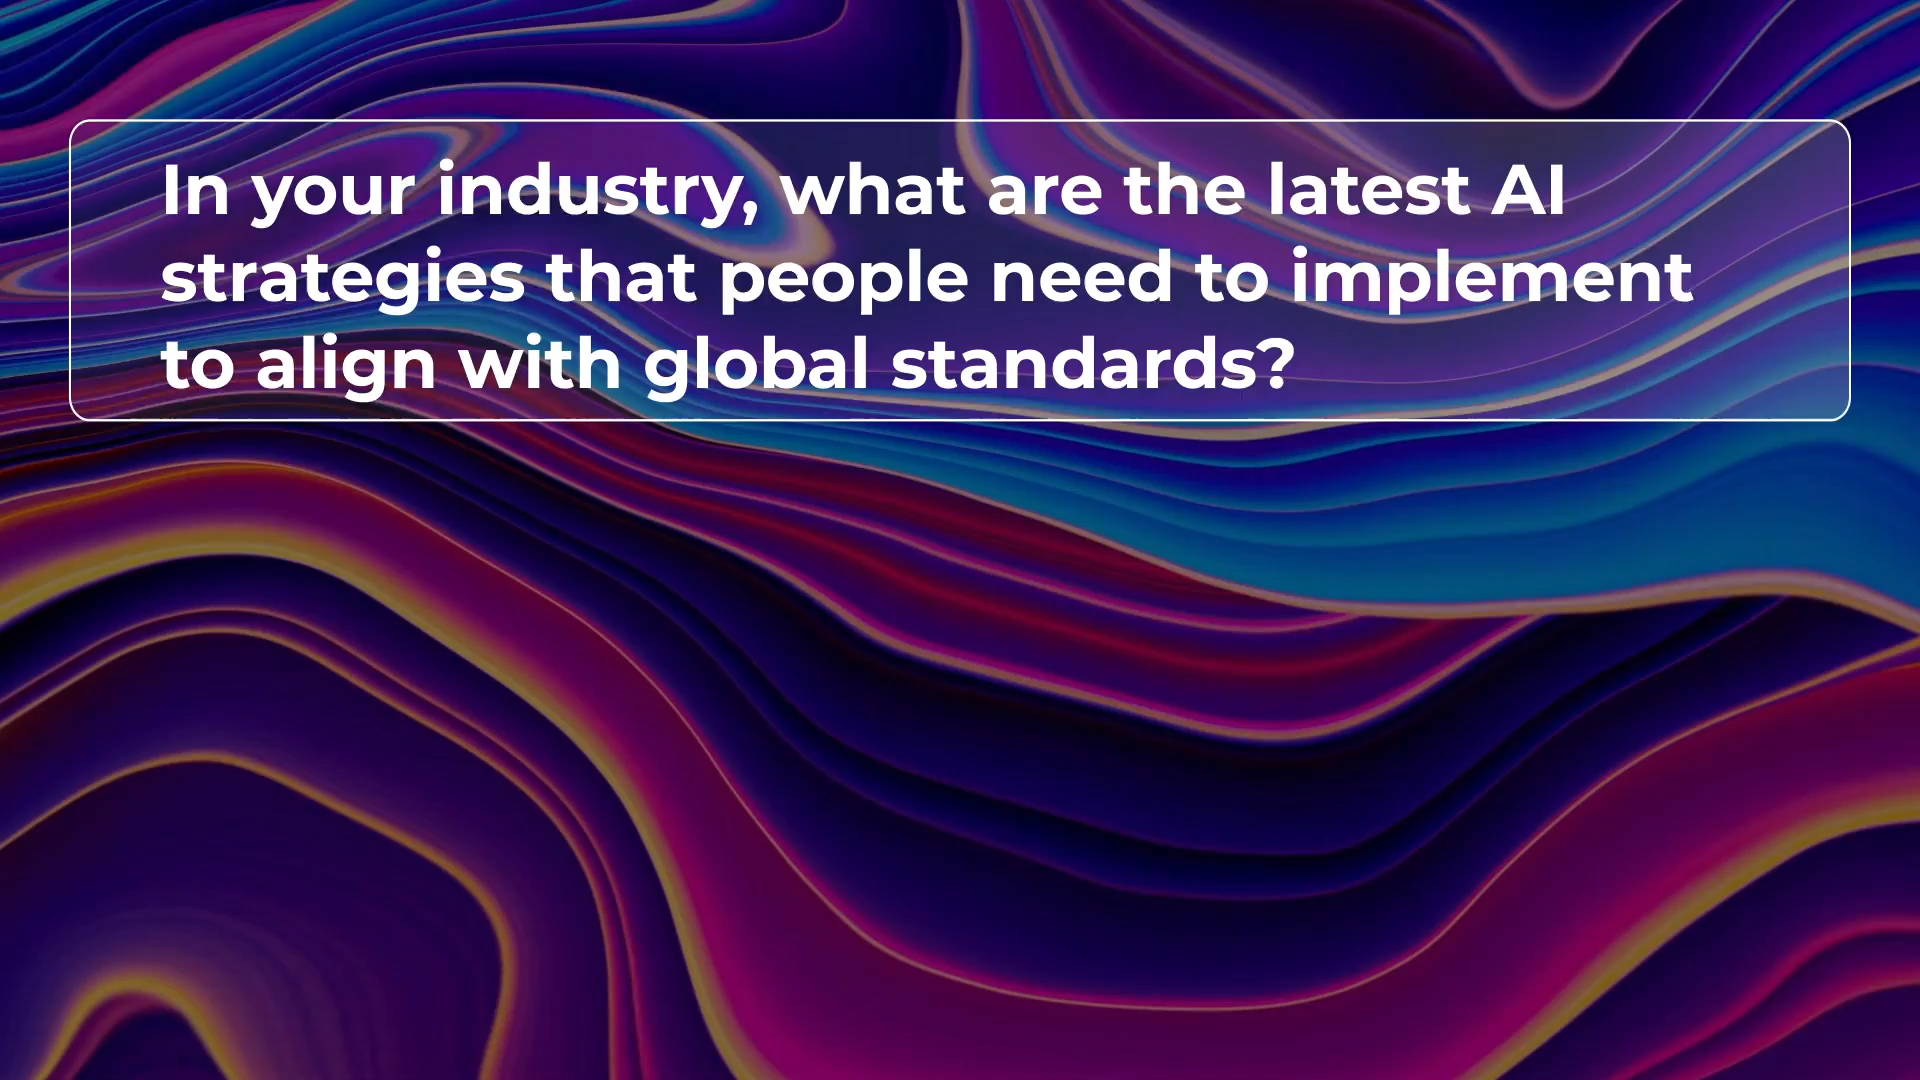 In your industry, what are the latest AI
strategies that people need to implement
to align with global standards?